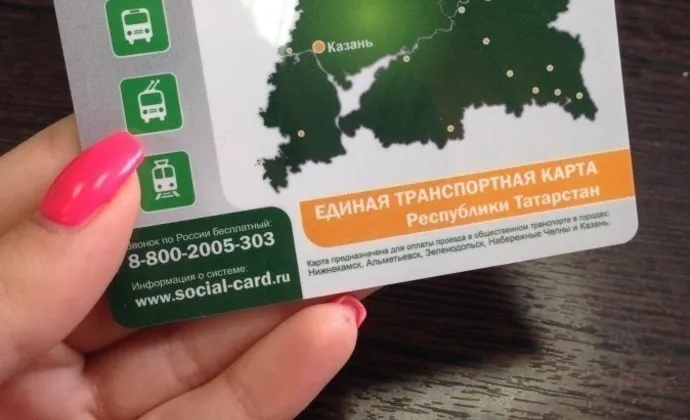 Казань
ЕДИНАЯ ТРАНСПОРТНАЯ КАРТА
Республики Татарстан
Карта предназначена для оплаты проезда в общественном транспорте в городах:
Нижнекамск, Альметьевск, Зеленодольск, Набережные Челны и Казань.
Звонок по России бесплатный:
8-800-2005-303
Информация о системе:
www.social-card.ru